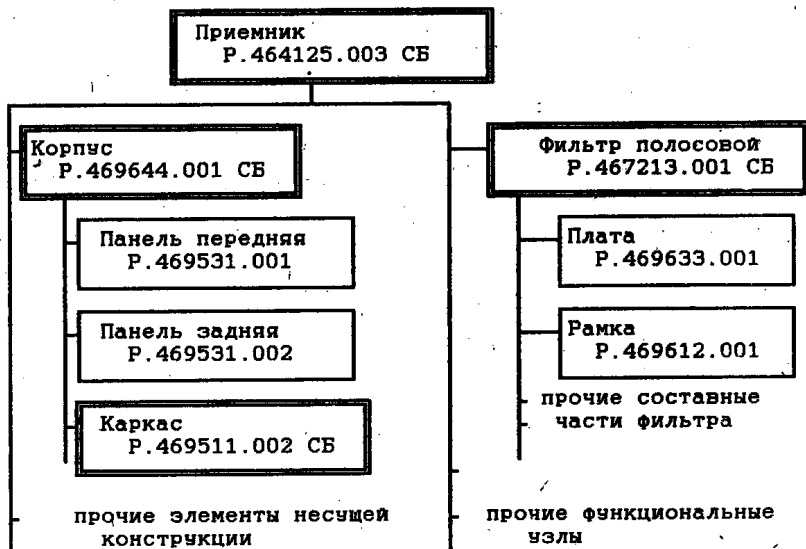 Приемник
Р.464125.003 СБ
Корпус
Р.469644.001 СБ
Панель передняя
Р.469531.001
Панель задняя
Р.469531.002
Каркас
Р.469511.002 СБ
прочие элементы несущей
конструкции
Фильтр полосовой
Р.467213.001 СБ
Плата
Р.469633.001
Рамка
Р.469612.001
прочие составные
части фильтра
прочие функциональные
узлы